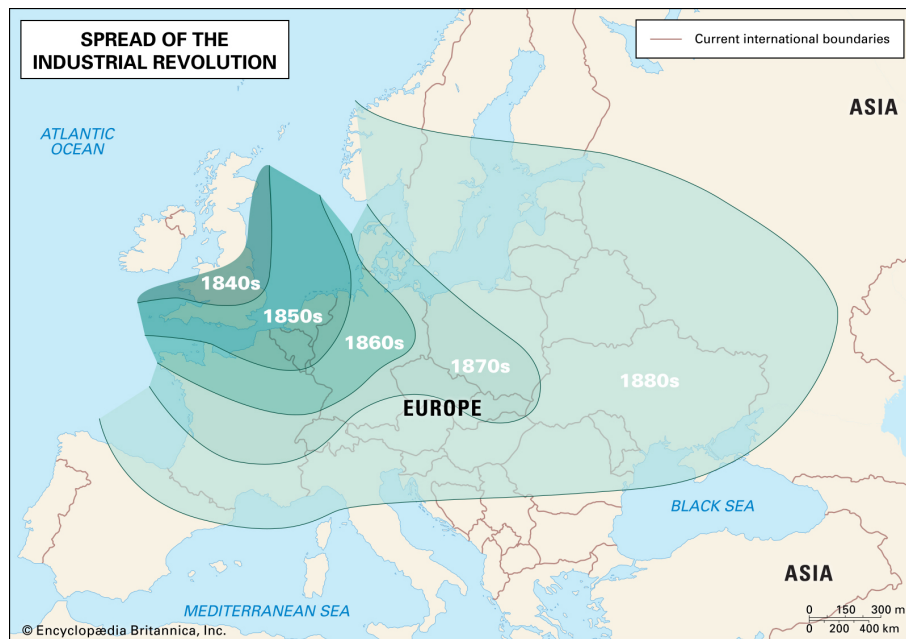 SPREAD OF THE
INDUSTRIAL REVOLUTION
Current international boundaries
ASIA
ATLANTIC
OCEAN
1840s
1850s
1860s
1870s
1880s
EUROPE
BLACK SEA
ASIA
MEDITERRANEAN SEA
0 150 300 mi
0 200 400 km
© Encyclopædia Britannica, Inc.